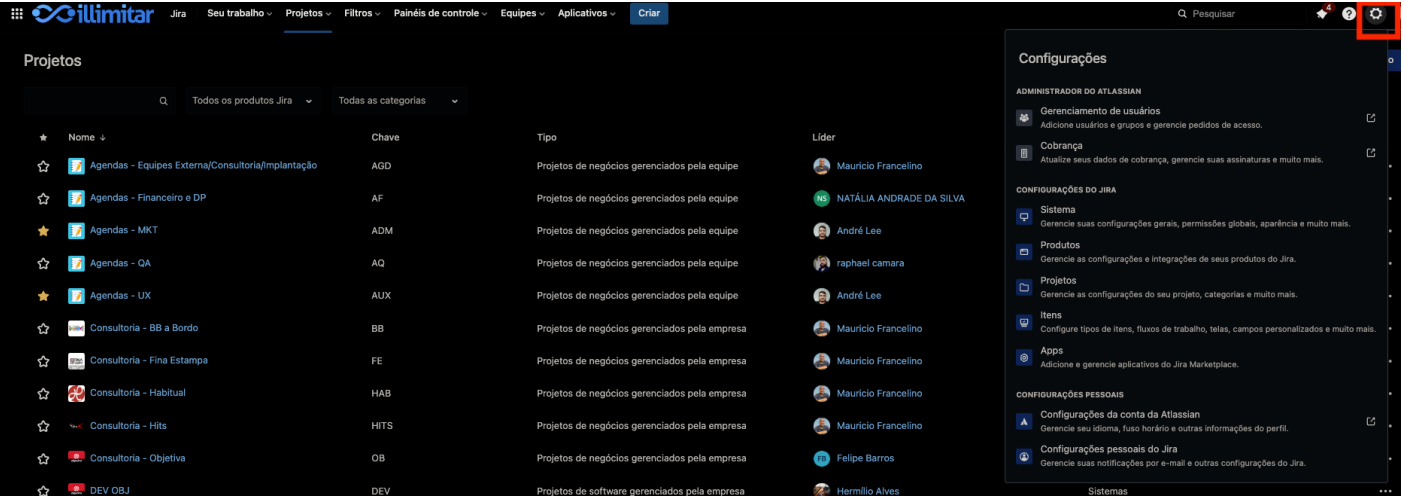 illimitar Jira Seu trabalho Projetos Filtros Painéis de controle Equipes Aplicativos Criar Pesquisar 4
Projetos
Todos os produtos Jira Todas as categorias
Nome Chave Tipo Líder
Agendas - Equipes Externa/Consultoria/Implantação AGD Projetos de negócios gerenciados pela equipe Mauricio Francelino
Agendas - Financeiro e DP AF Projetos de negócios gerenciados pela equipe NS NATÁLIA ANDRADE DA SILVA
Agendas - MKT ADM Projetos de negócios gerenciados pela equipe André Lee
Agendas - QA AQ Projetos de negócios gerenciados pela equipe raphael camara
Agendas - UX AUX Projetos de negócios gerenciados pela equipe André Lee
Consultoria - BB a Bordo BB Projetos de negócios gerenciados pela empresa Mauricio Francelino
Consultoria - Fina Estampa FE Projetos de negócios gerenciados pela empresa Mauricio Francelino
Consultoria - Habitual HAB Projetos de negócios gerenciados pela empresa Mauricio Francelino
Consultoria - Hits HITS Projetos de negócios gerenciados pela empresa Mauricio Francelino
Consultoria - Objetiva OB Projetos de negócios gerenciados pela empresa FB Felipe Barros
DEV OBJ DEV Projetos de software gerenciados pela empresa Hermílio Alves Sistemas
Configurações
ADMINISTRADOR DO ATLASSIAN
Gerenciamento de usuários
Adicione usuários e grupos e gerencie pedidos de acesso.
Cobrança
Atualize seus dados de cobrança, gerencie suas assinaturas e muito mais.
CONFIGURAÇÕES DO JIRA
Sistema
Gerencie suas configurações gerais, permissões globais, aparência e muito mais.
Produtos
Gerencie as configurações e integrações de seus produtos do Jira.
Projetos
Gerencie as configurações do seu projeto, categorias e muito mais.
Itens
Configure tipos de itens, fluxos de trabalho, telas, campos personalizados e muito mais.
Apps
Adicione e gerencie aplicativos do Jira Marketplace.
CONFIGURAÇÕES PESSOAIS
Configurações da conta da Atlassian
Gerencie seu idioma, fuso horário e outras informações do perfil.
Configurações pessoais do Jira
Gerencie suas notificações por e-mail e outras configurações do Jira.